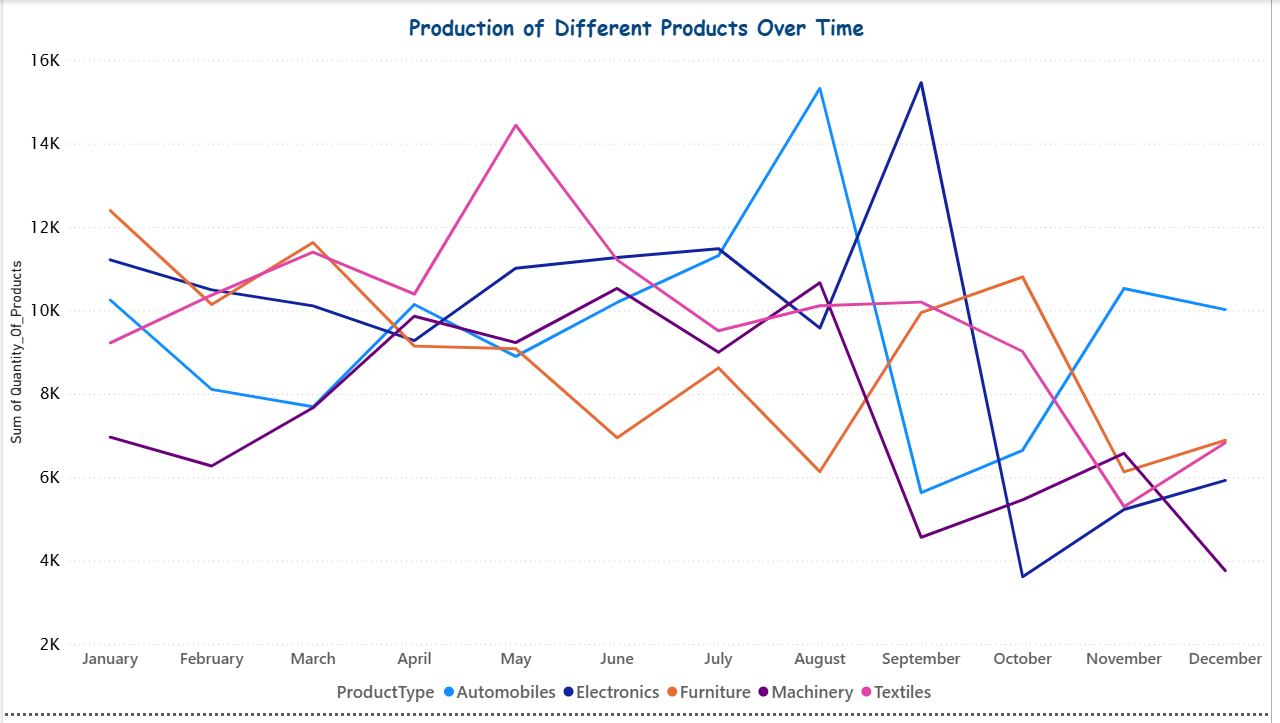 Production of Different Products Over Time
16K
14K
12K
10K
8K
6K
4K
2K
Sum of Quantity_Of_Products
January February March April May June July August September October November December
ProductType Automobiles Electronics Furniture Machinery Textiles